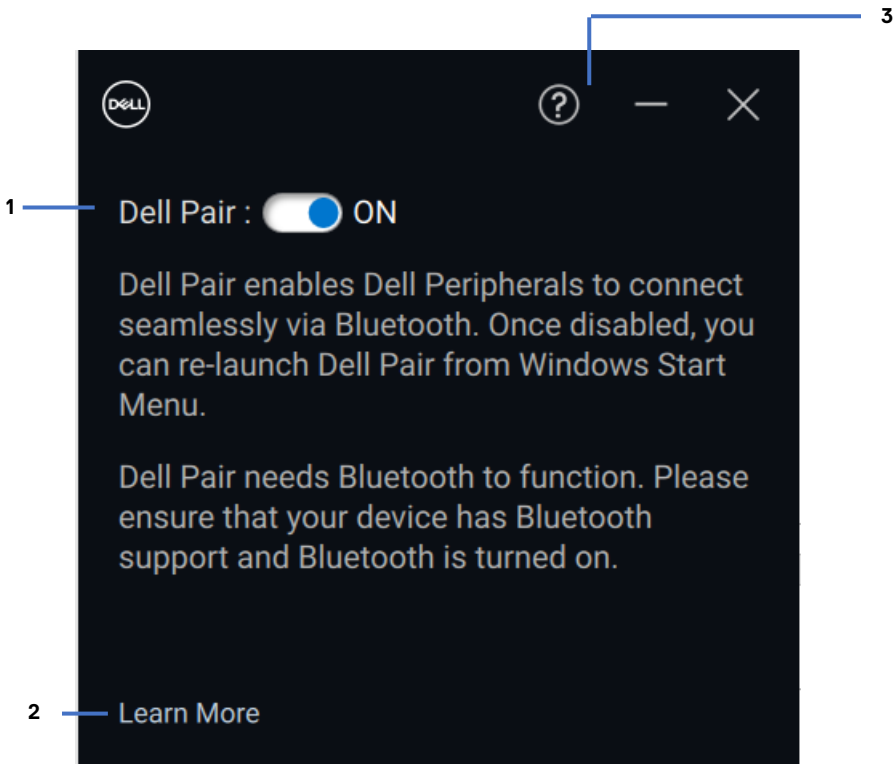 3
DELL
?
1
Dell Pair : ON
Dell Pair enables Dell Peripherals to connect
seamlessly via Bluetooth. Once disabled, you
can re-launch Dell Pair from Windows Start
Menu.
Dell Pair needs Bluetooth to function. Please
ensure that your device has Bluetooth
support and Bluetooth is turned on.
2
Learn More